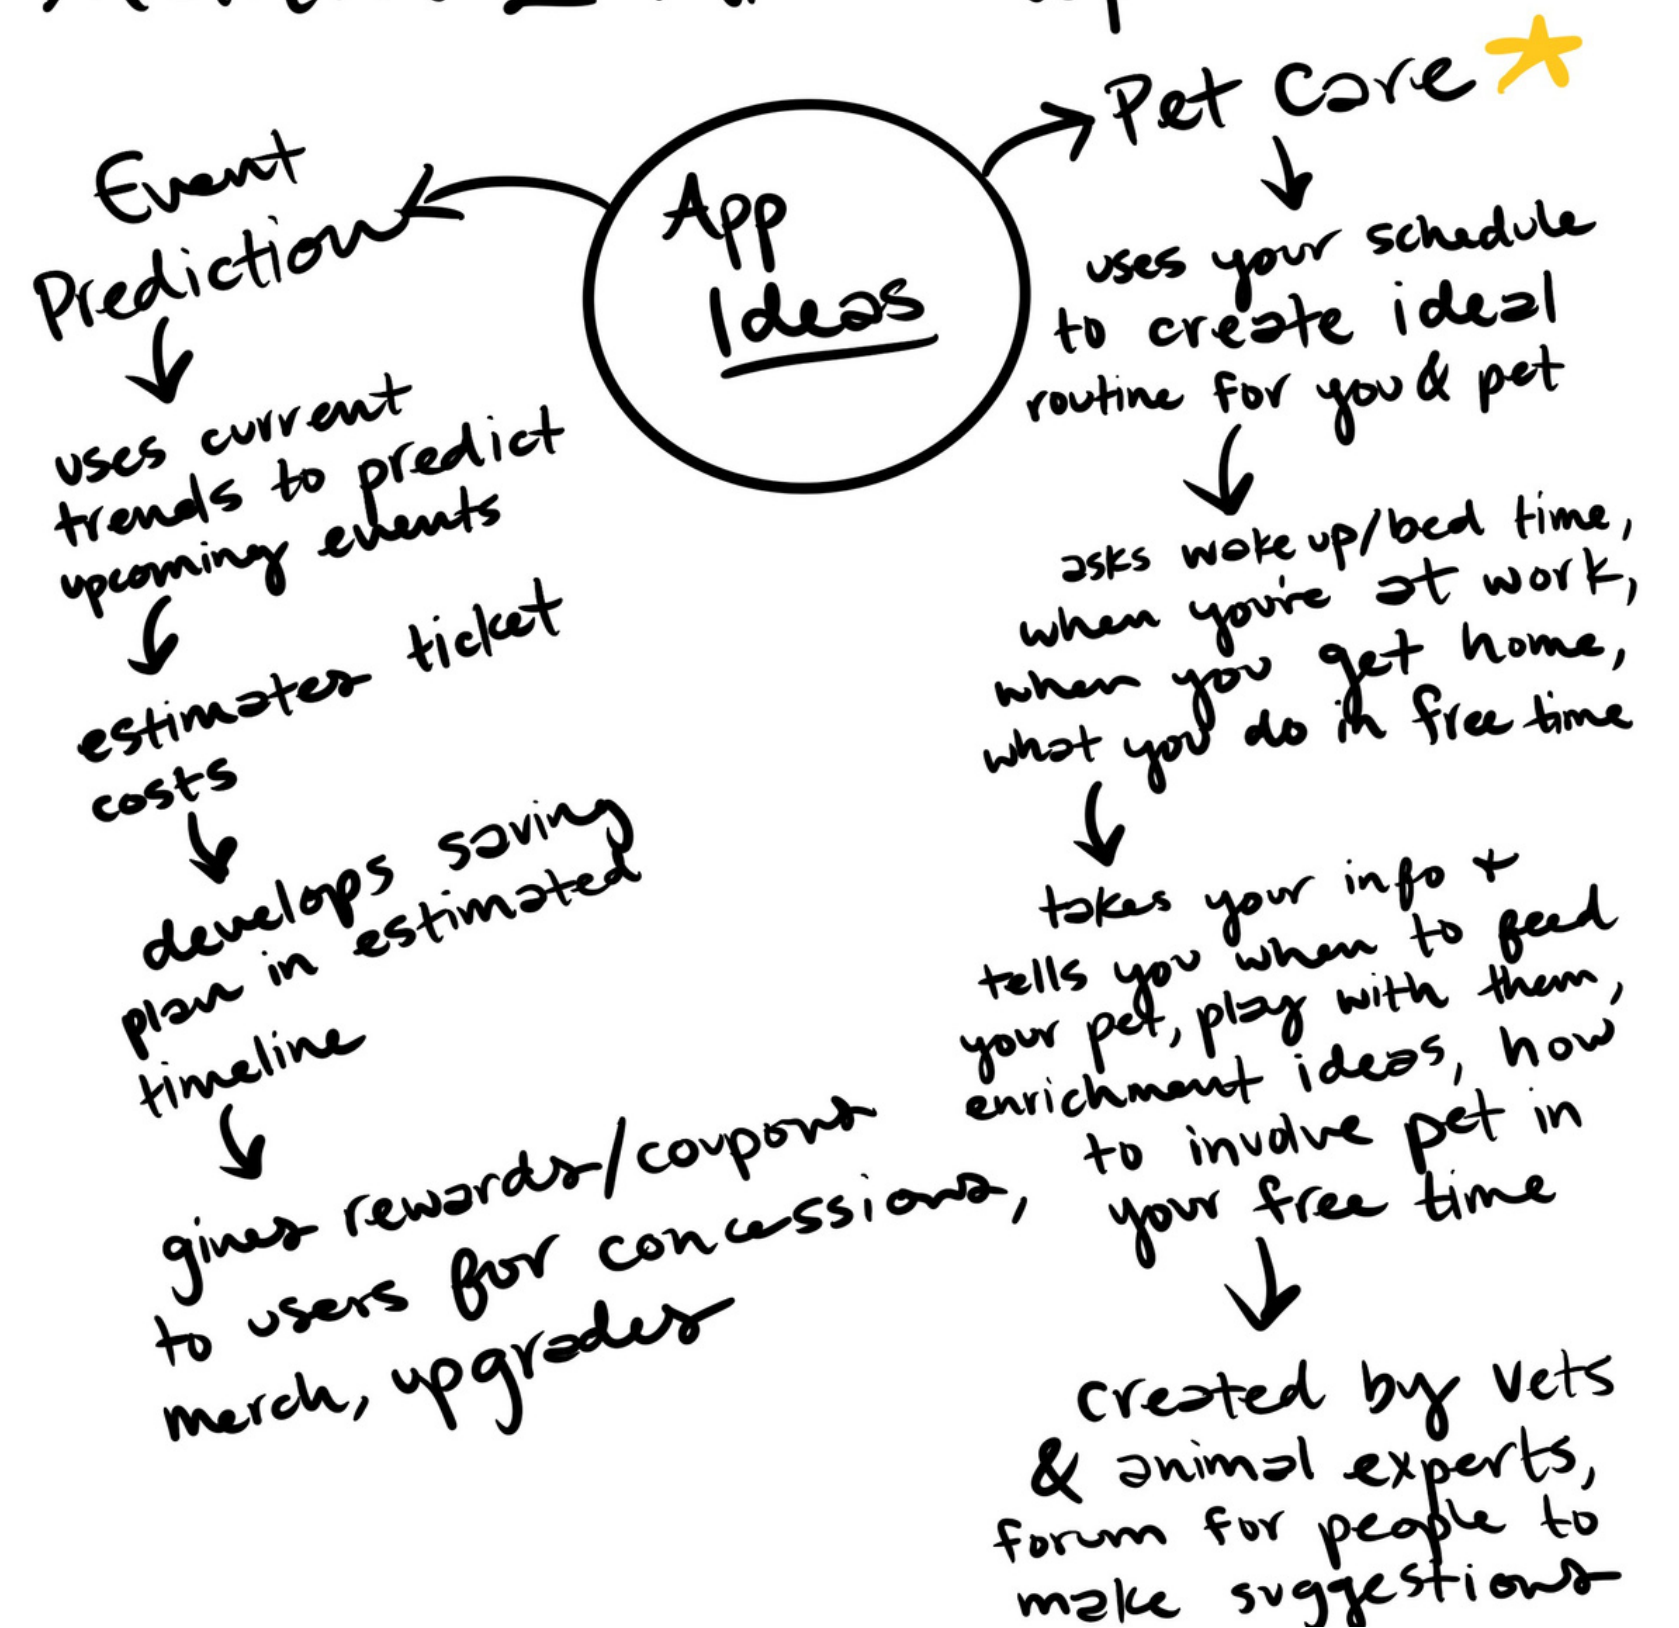 App
Ideas
Event
Prediction
uses current
trends to predict
upcoming events
estimates ticket
costs
develops saving
plan in estimated
timeline
gives rewards/coupons
to users for concessions,
merch, upgrades
Pet Care
uses your schedule
to create ideal
routine for you & pet
asks wake up/bed time,
when you're at work,
when you get home,
what you do in free time
takes your info +
tells you when to feed
your pet, play with them,
enrichment ideas, how
to involve pet in
your free time
created by vets
& animal experts,
forum for people to
make suggestions